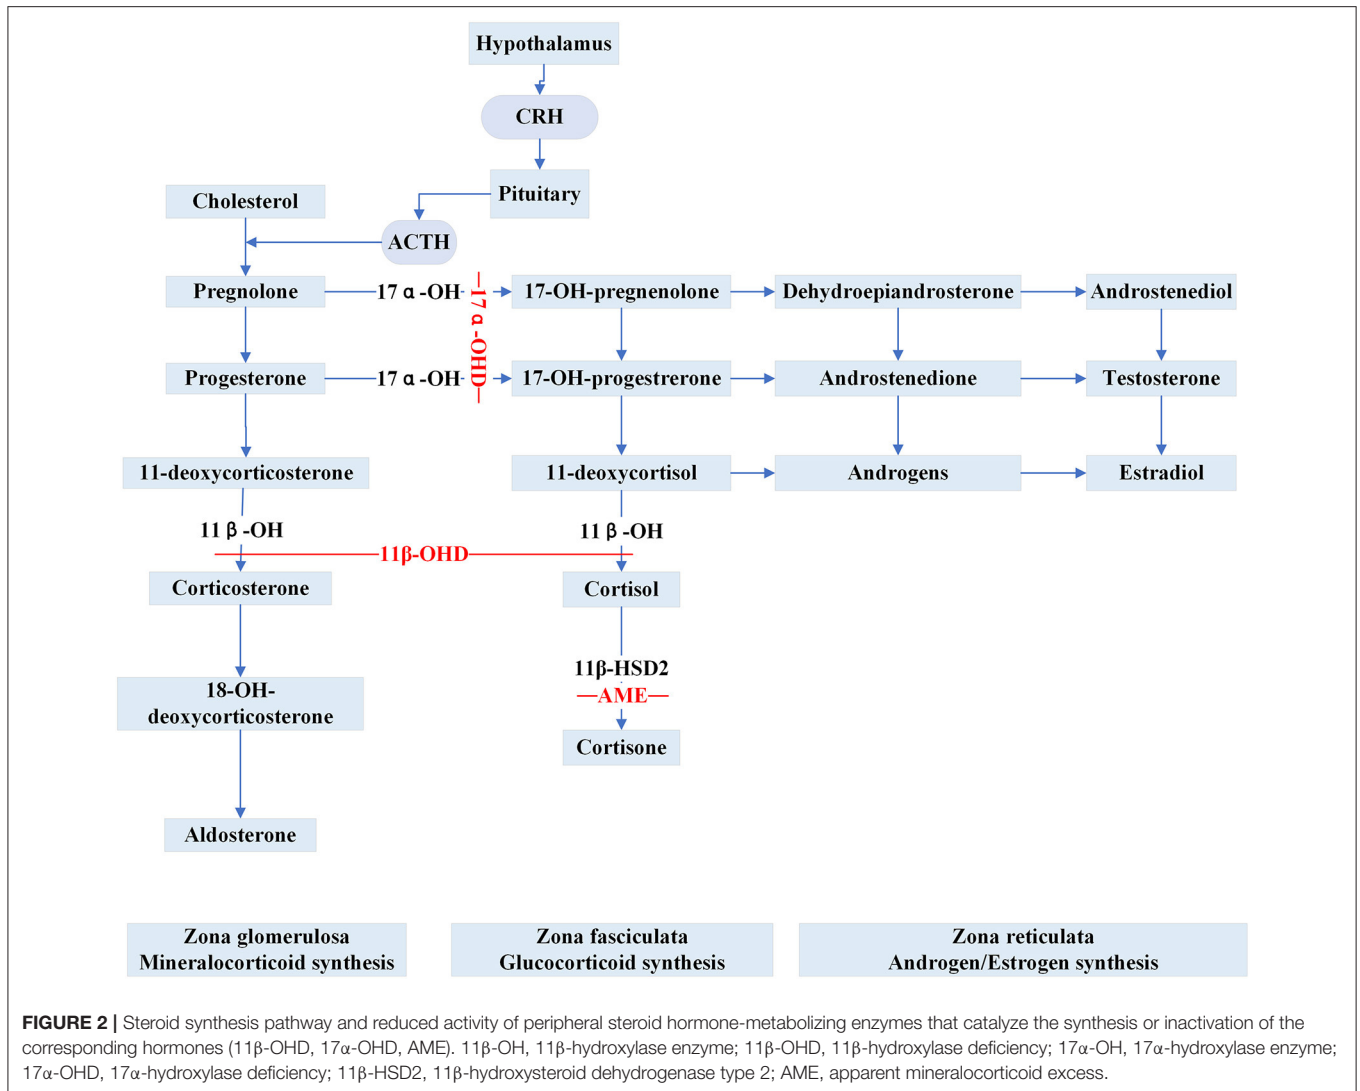 Hypothalamus
CRH
Pituitary
Cholesterol
ACTH
Pregnolone
17 α -OH
17 α -OHD
17-OH-pregnenolone
Dehydroepiandrosterone
Androstenediol
Progesterone
17 α -OH
17-OH-progestrerone
Androstenedione
Testosterone
11-deoxycorticosterone
11-deoxycortisol
Androgens
Estradiol
11 β -OH
11 β -OH
11β-OHD
Corticosterone
Cortisol
11β-HSD2
AME
18-OH-
deoxycorticosterone
Cortisone
Aldosterone
Zona glomerulosa
Mineralocorticoid synthesis
Zona fasciculata
Glucocorticoid synthesis
Zona reticulata
Androgen/Estrogen synthesis
FIGURE 2 | Steroid synthesis pathway and reduced activity of peripheral steroid hormone-metabolizing enzymes that catalyze the synthesis or inactivation of the
corresponding hormones (11β-OHD, 17α-OHD, AME). 11β-OH, 11β-hydroxylase enzyme; 11β-OHD, 11β-hydroxylase deficiency; 17α-OH, 17α-hydroxylase enzyme;
17α-OHD, 17α-hydroxylase deficiency; 11β-HSD2, 11β-hydroxysteroid dehydrogenase type 2; AME, apparent mineralocorticoid excess.